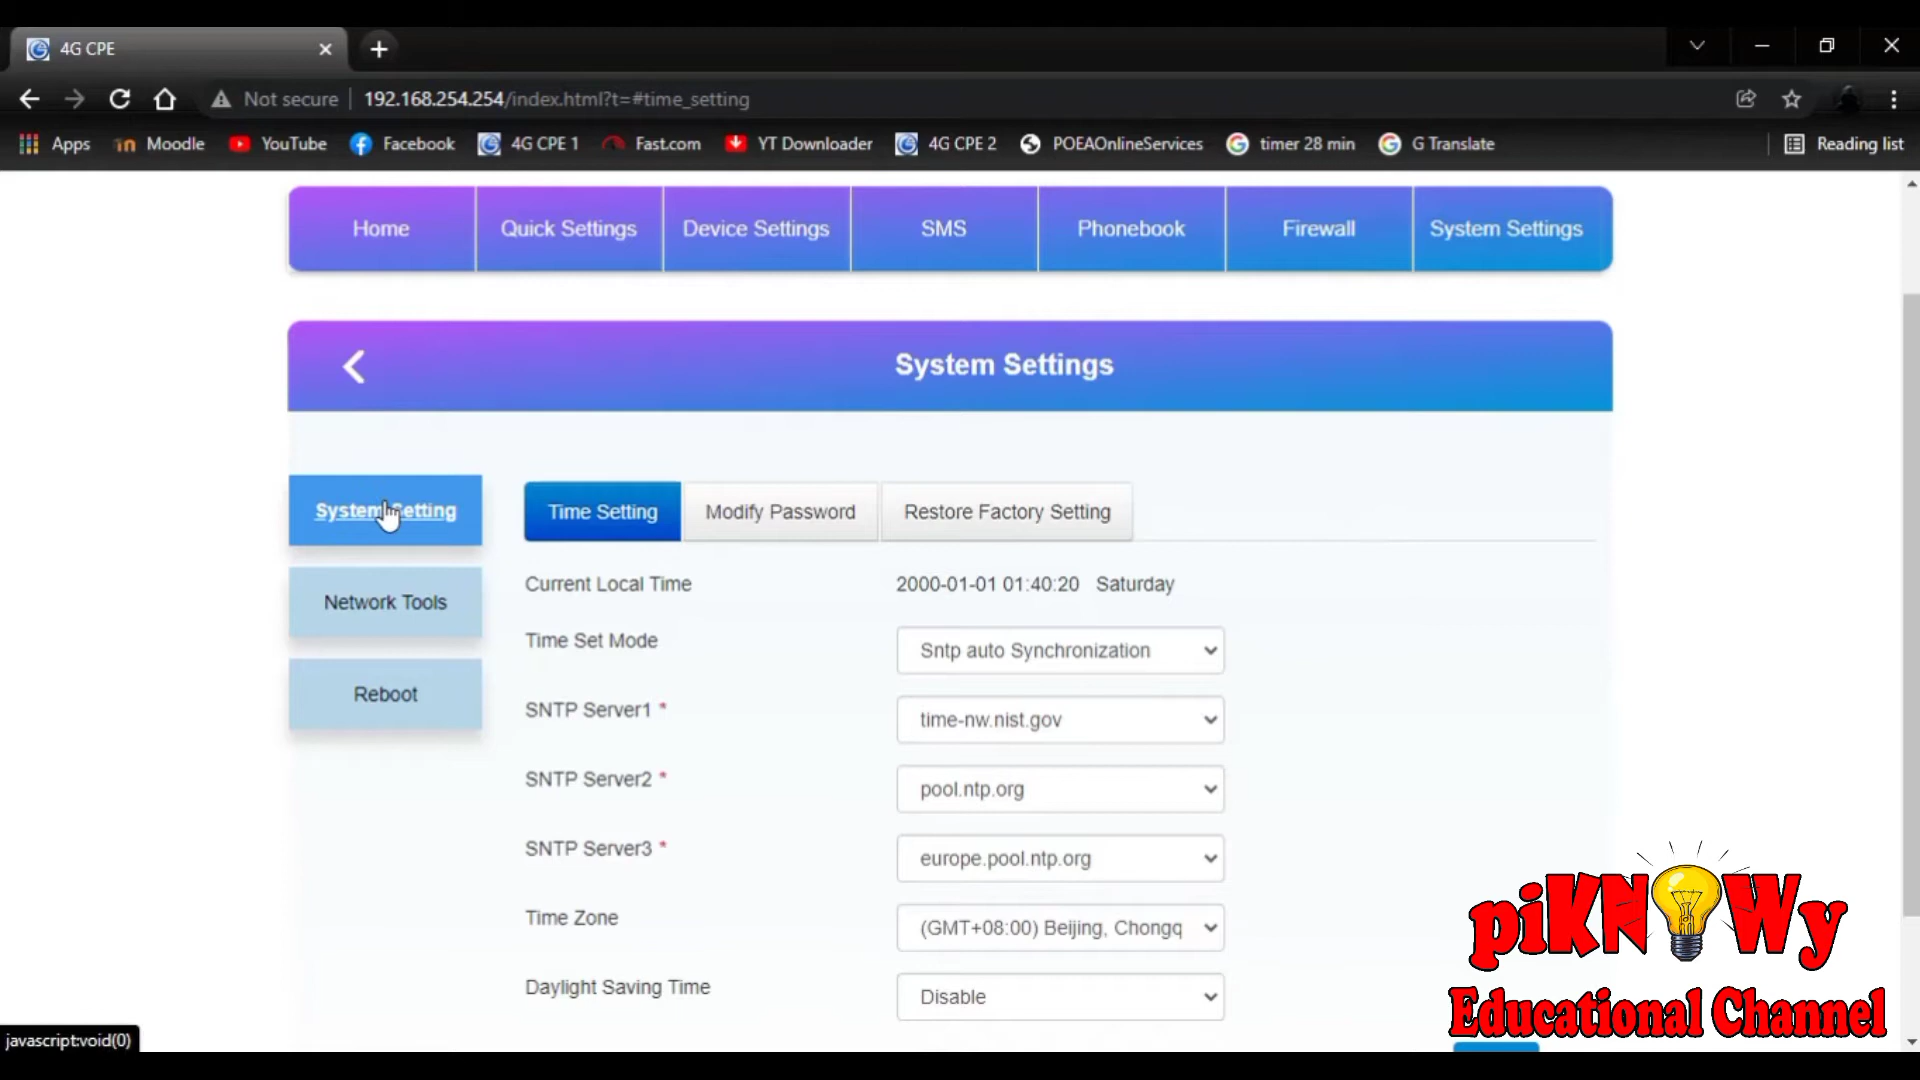 4G CPE
Not secure 192.168.254.254/index.html?t=#time_setting
Apps Moodle YouTube Facebook 4G CPE 1 Fast.com YT Downloader 4G CPE 2 POEAOnlineServices timer 28 min G Translate Reading list
Home Quick Settings Device Settings SMS Phonebook Firewall System Settings
System Settings
System Setting Time Setting Modify Password Restore Factory Setting
Current Local Time 2000-01-01 01:40:20 Saturday
Network Tools
Time Set Mode Sntp auto Synchronization
Reboot
SNTP Server1 * time-nw.nist.gov
SNTP Server2 * pool.ntp.org
SNTP Server3 * europe.pool.ntp.org
Time Zone (GMT+08:00) Beijing, Chongq
Daylight Saving Time Disable
piKNOWy
Educational Channel
javascript:void(0)